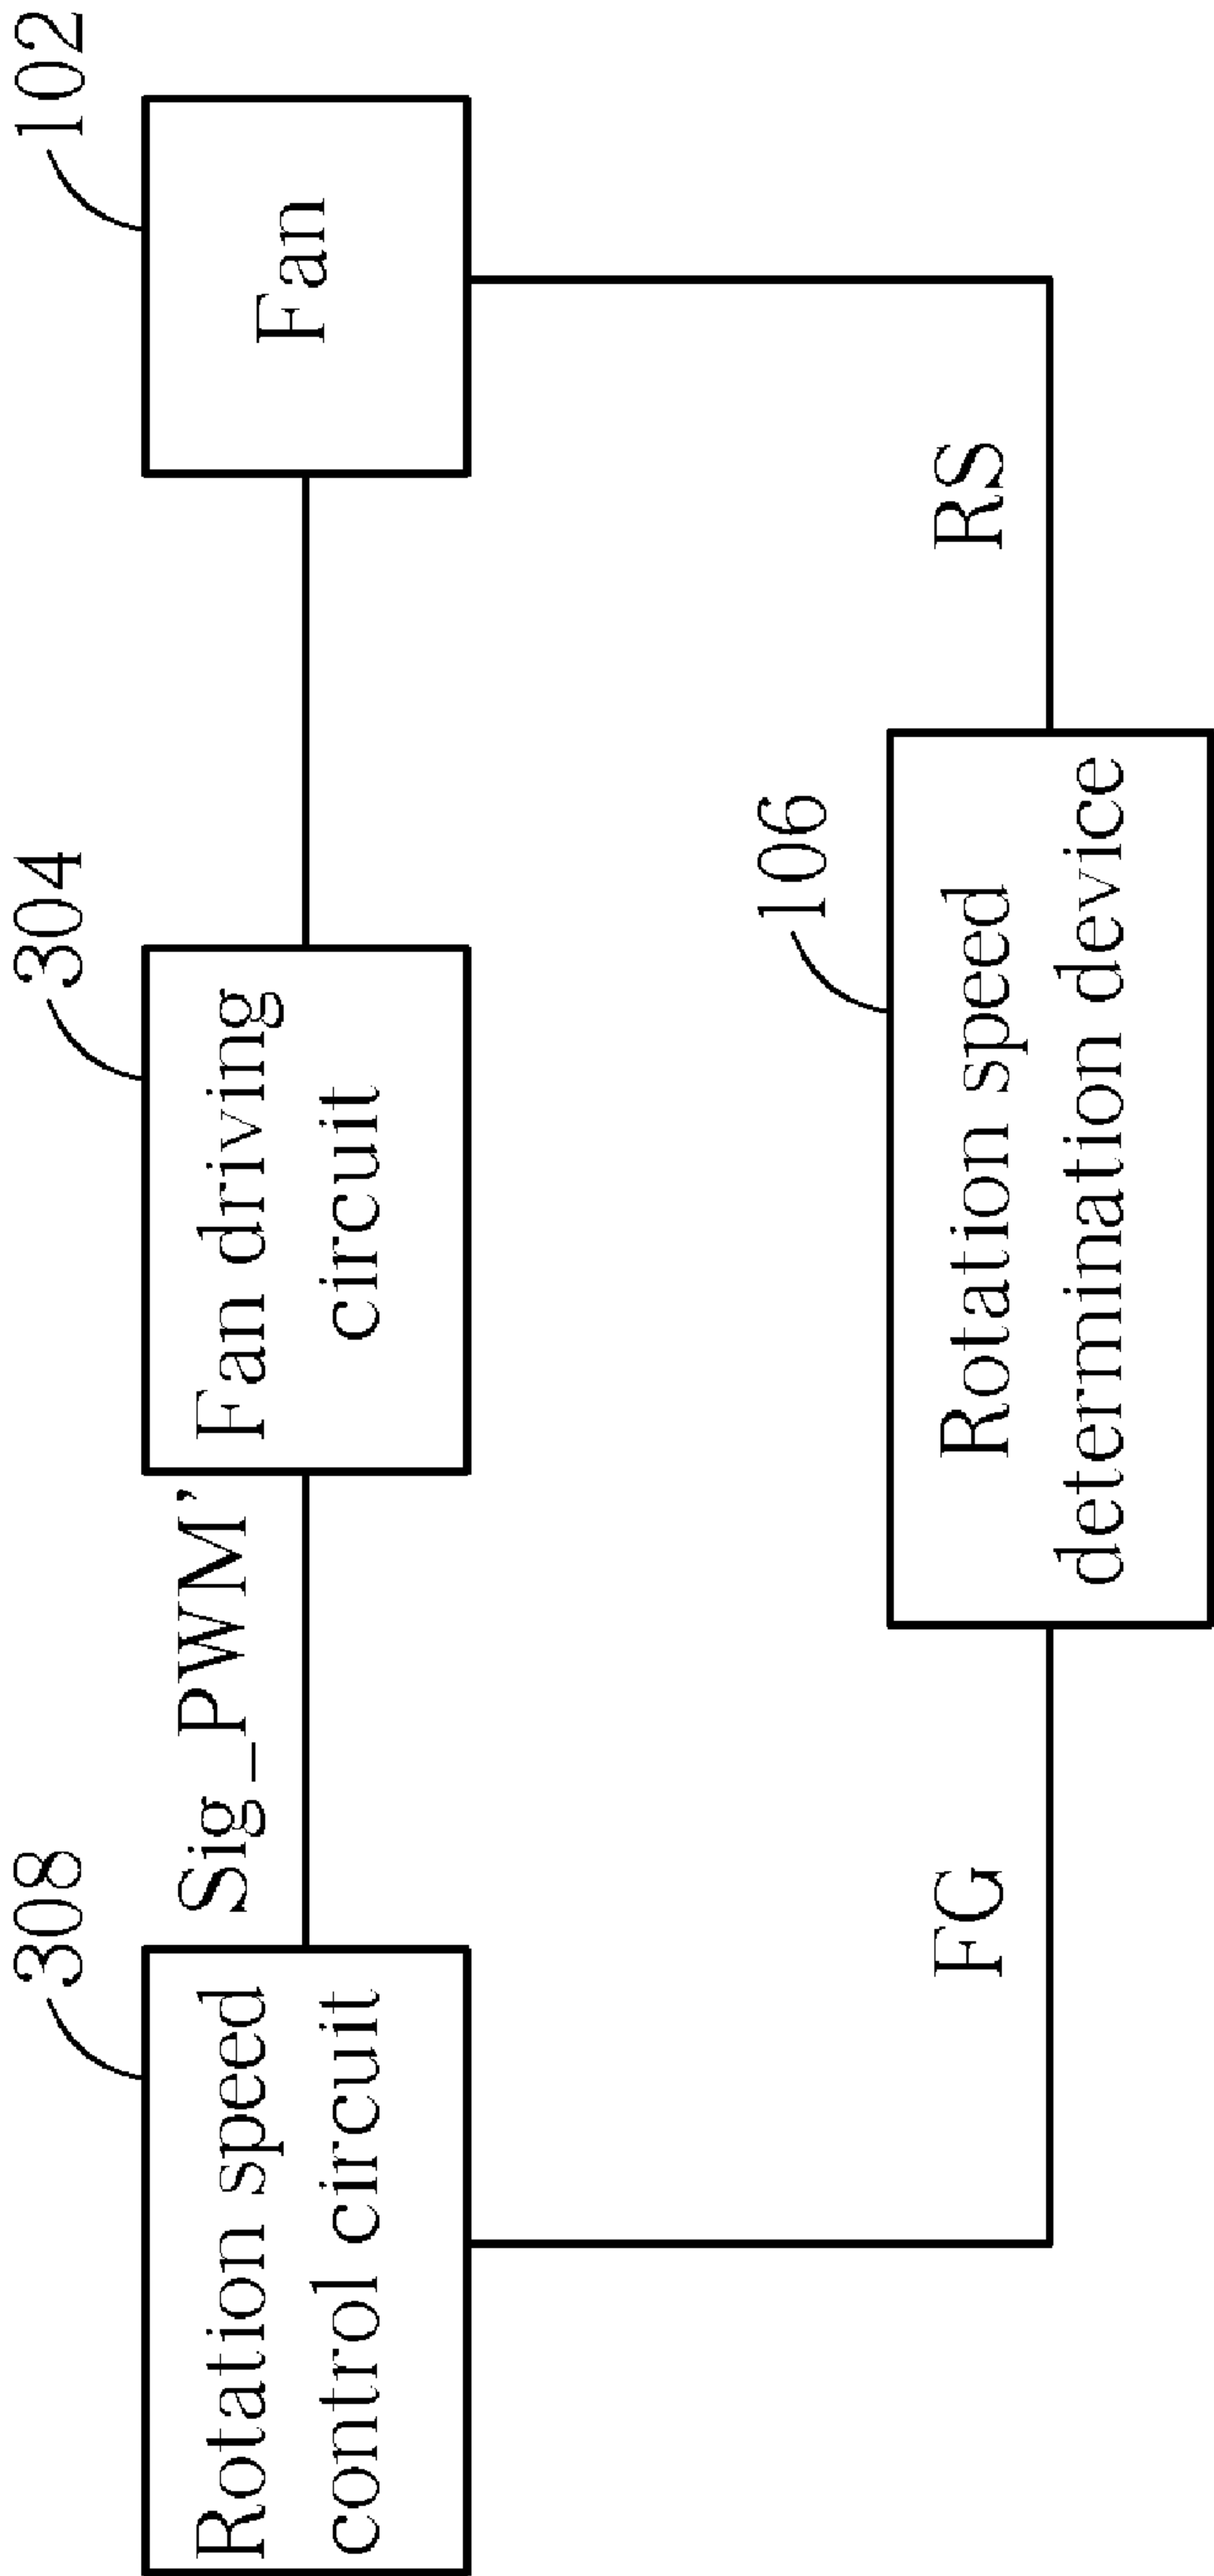 308
304
102
Rotation speed
control circuit
Sig_PWM’
Fan driving
circuit
Fan
106
FG
Rotation speed
determination device
RS